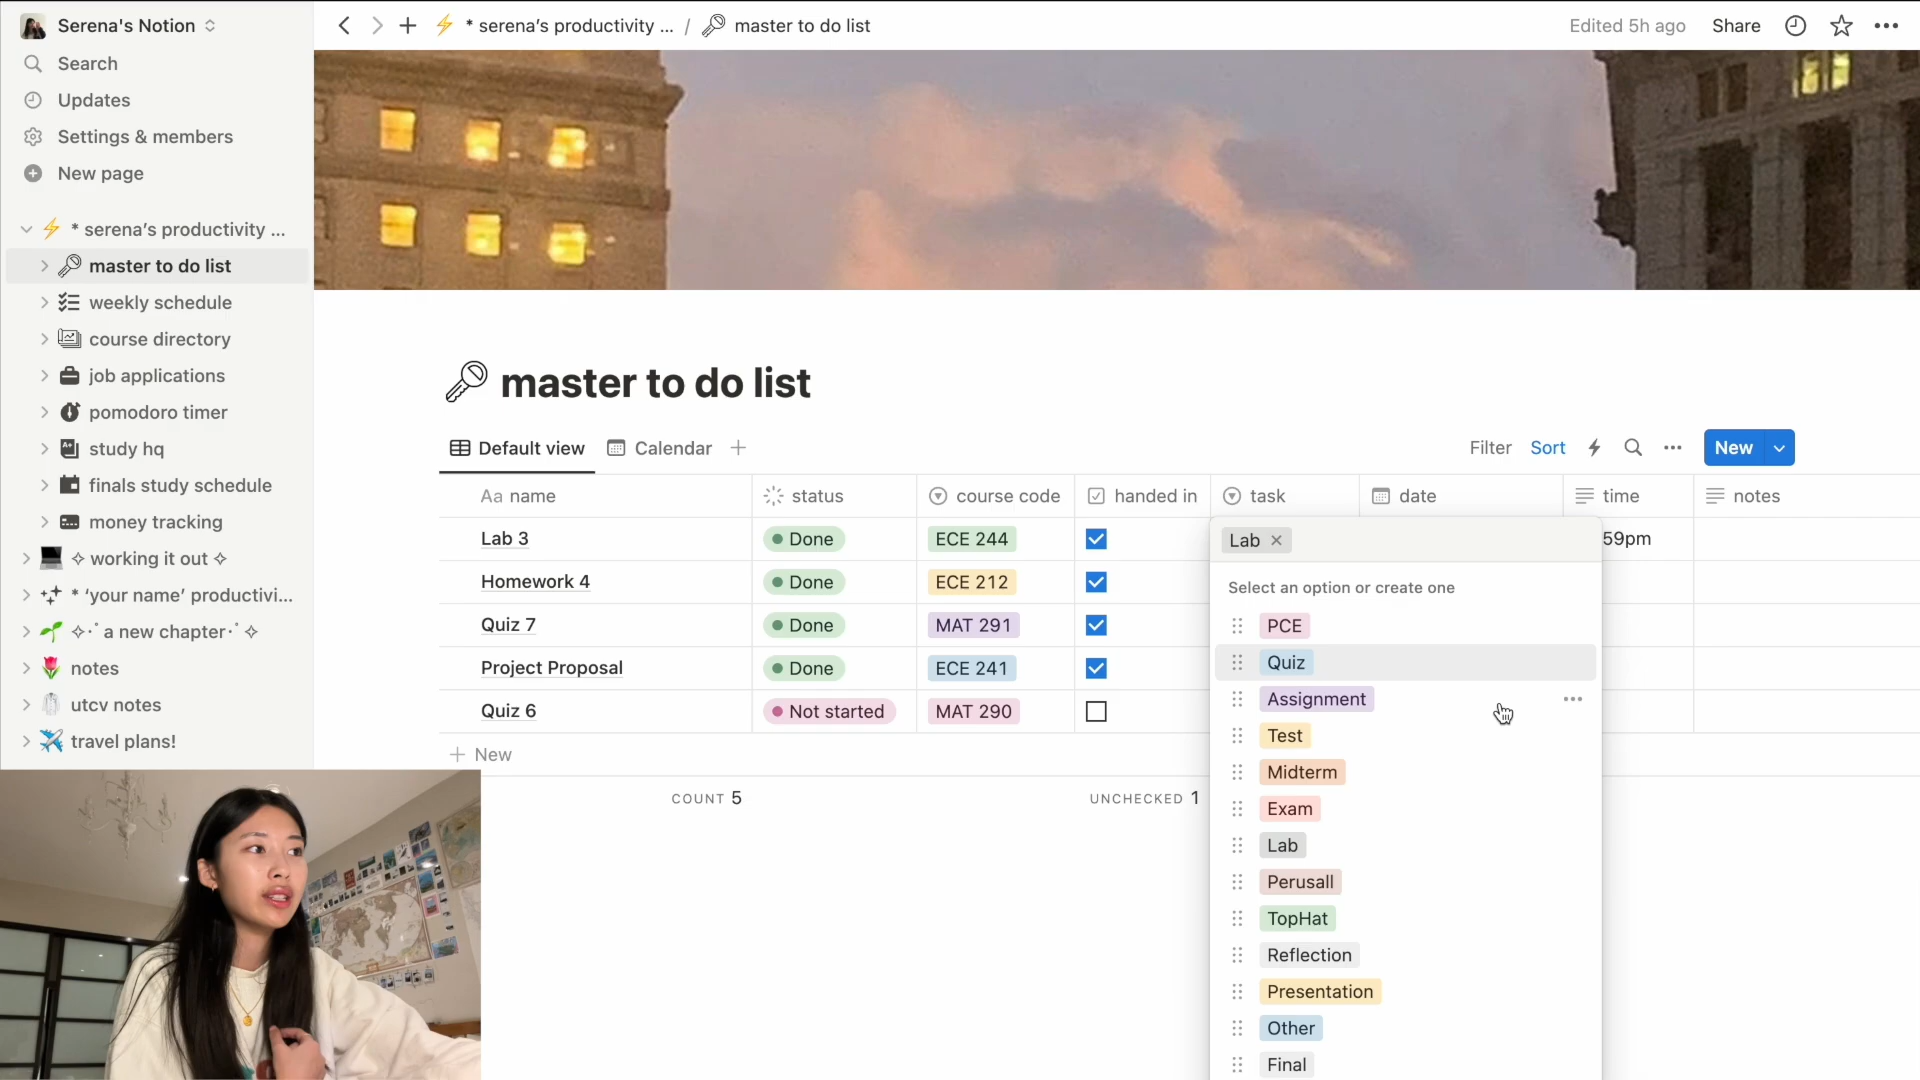 Serena's Notion
Search
Updates
Settings & members
New page
* serena's productivity ...
master to do list
weekly schedule
course directory
job applications
pomodoro timer
study hq
finals study schedule
money tracking
✧ working it out ✧
* 'your name' productivi...
✧･ﾟa new chapter･ﾟ✧
notes
utcv notes
travel plans!
* serena's productivity ... / master to do list
Edited 5h ago Share
master to do list
Default view Calendar
Filter Sort New
Aa name status course code handed in task date time notes
Lab 3 Done ECE 244 59pm
Homework 4 Done ECE 212
Quiz 7 Done MAT 291
Project Proposal Done ECE 241
Quiz 6 Not started MAT 290
+ New
COUNT 5 UNCHECKED 1
Lab ×
Select an option or create one
PCE
Quiz
Assignment
Test
Midterm
Exam
Lab
Perusall
TopHat
Reflection
Presentation
Other
Final